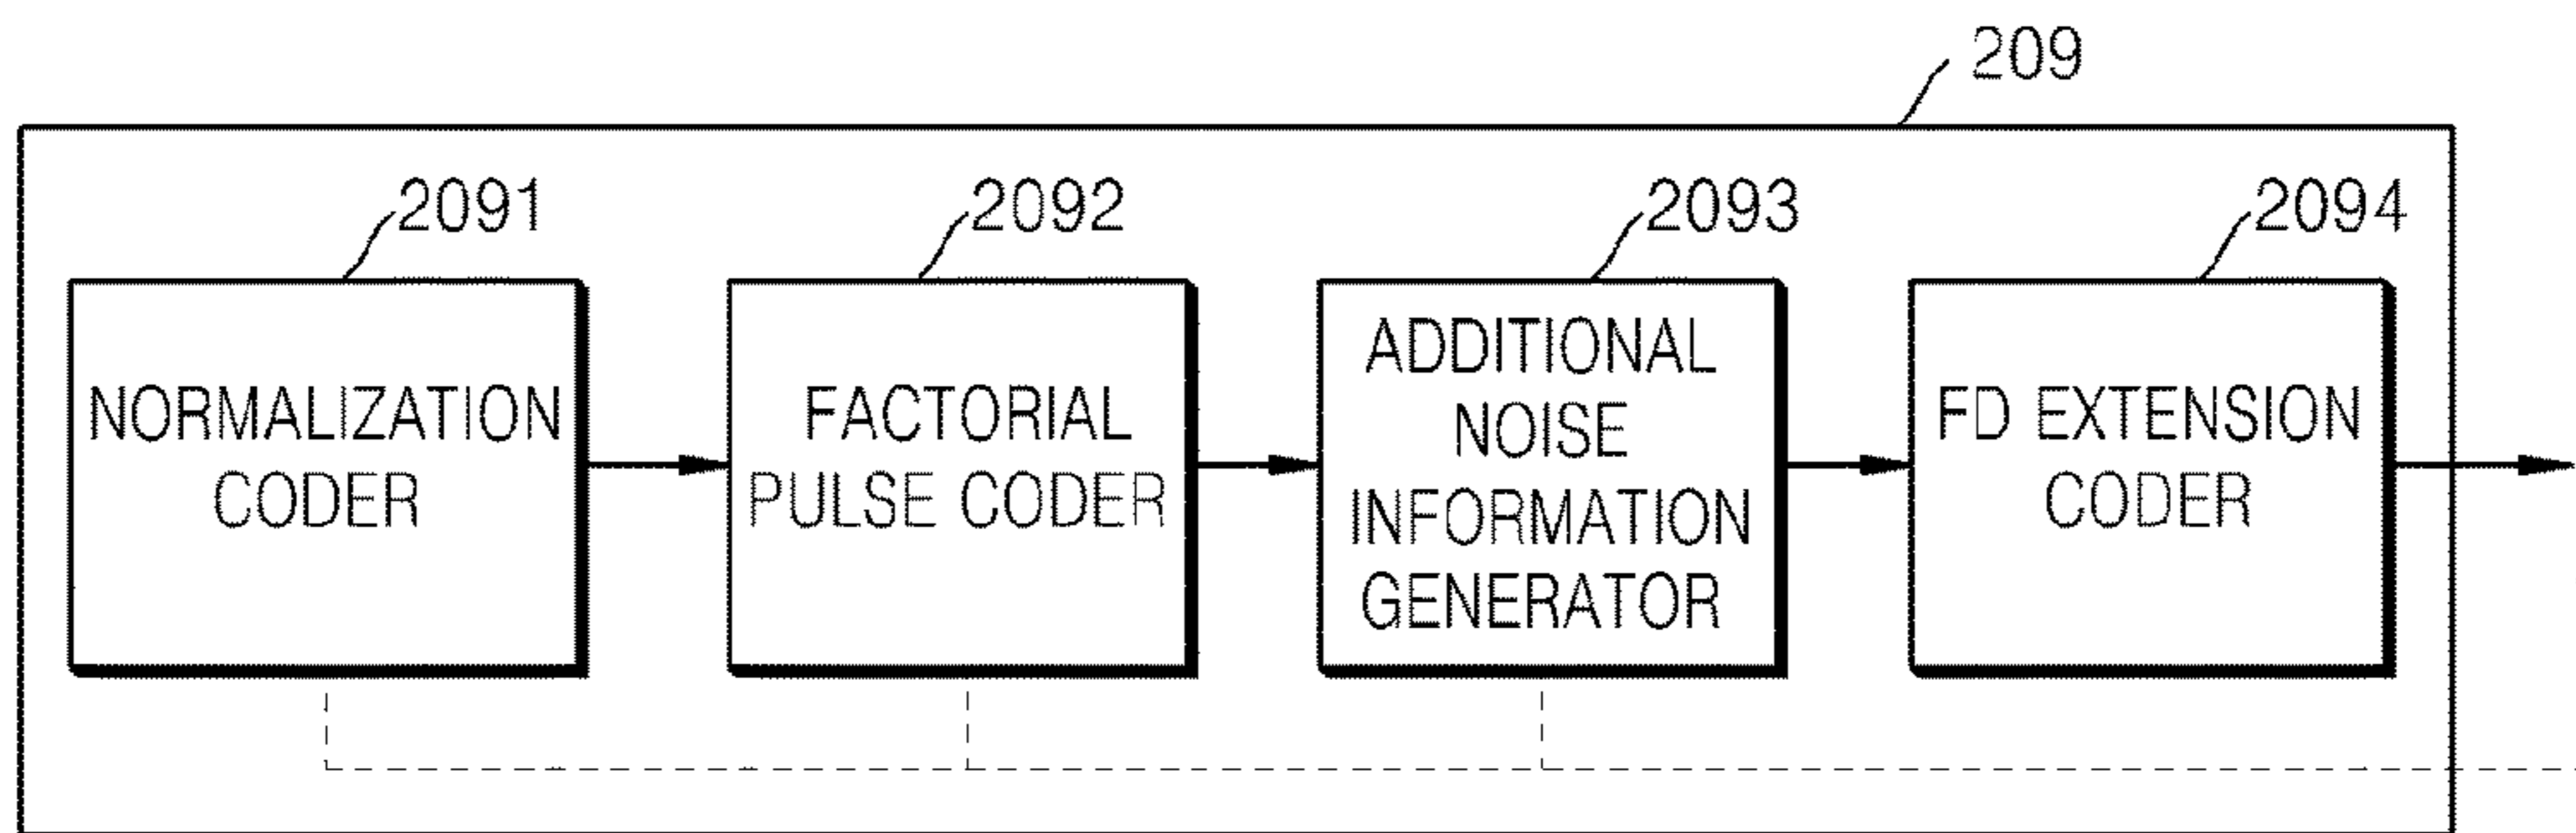 209
2091
2092
2093
2094
NORMALIZATION
CODER
FACTORIAL
PULSE CODER
ADDITIONAL
NOISE
INFORMATION
GENERATOR
FD EXTENSION
CODER